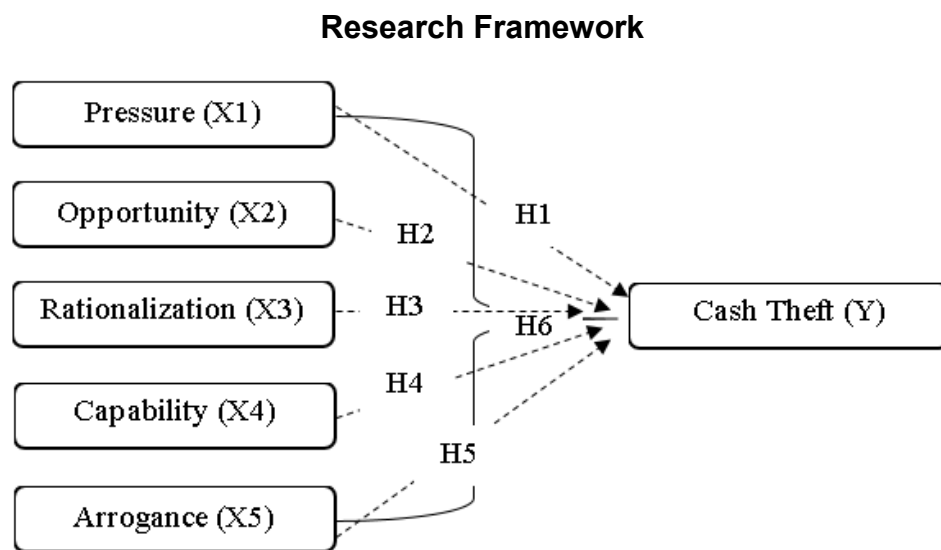 Research Framework
Pressure (X1)
Opportunity (X2)
H1
H2
Rationalization (X3)
H3
H6
Cash Theft (Y)
H4
Capability (X4)
H5
Arrogance (X5)